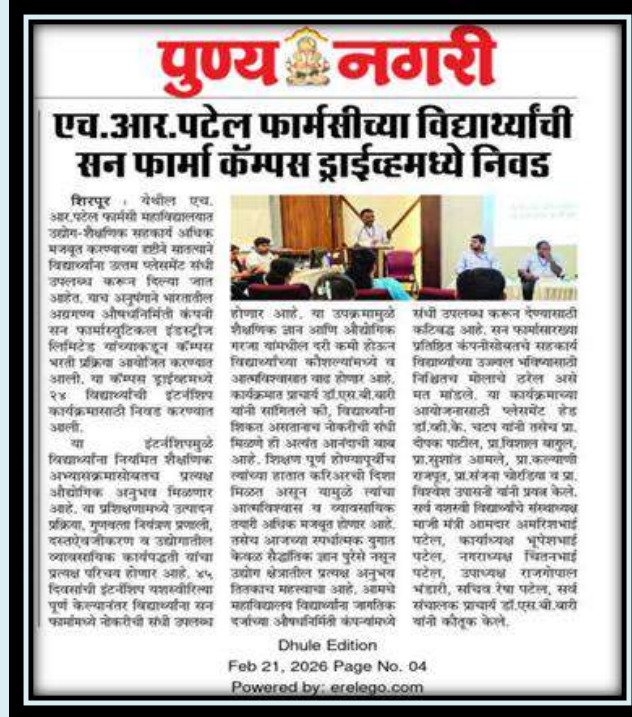 पुण्य नगरी
एच.आर.पटेल फार्मसीच्या विद्यार्थ्यांची
सन फार्मा कॅम्पस ड्राईव्हमध्ये निवड
शिरपूर : येथील एच.
आर.पटेल फार्मसी महाविद्यालयात
उद्योग-शैक्षणिक सहकार्य अधिक
मजबूत करण्याच्या दृष्टीने सातत्याने
विद्यार्थ्यांना उत्तम प्लेसमेंट संधी
उपलब्ध करून दिल्या जात
आहेत. याच अनुषंगाने भारतातील
अग्रगण्य औषधनिर्मिती कंपनी
सन फार्मास्युटिकल इंडस्ट्रीज
लिमिटेड यांच्याकडून कॅम्पस
भरती प्रक्रिया आयोजित करण्यात
आली. या कॅम्पस ड्राईव्हमध्ये
२४ विद्यार्थ्यांची इंटर्नशिप
कार्यक्रमासाठी निवड करण्यात
आली.
या इंटर्नशिपमुळे
विद्यार्थ्यांना नियमित शैक्षणिक
अभ्यासक्रमासोबतच प्रत्यक्ष
औद्योगिक अनुभव मिळणार
आहे. या प्रशिक्षणामध्ये उत्पादन
प्रक्रिया, गुणवत्ता नियंत्रण प्रणाली,
दस्तऐवजीकरण व उद्योगातील
व्यावसायिक कार्यपद्धती यांचा
प्रत्यक्ष परिचय होणार आहे. ४५
दिवसांची इंटर्नशिप यशस्वीरित्या
पूर्ण केल्यानंतर विद्यार्थ्यांना सन
फार्मामध्ये नोकरीची संधी उपलब्ध
होणार आहे. या उपक्रमामुळे
शैक्षणिक ज्ञान आणि औद्योगिक
गरजा यांमधील दरी कमी होऊन
विद्यार्थ्यांच्या कौशल्यांमध्ये व
आत्मविश्वासात वाढ होणार आहे.
कार्यक्रमात प्राचार्य डॉ.एस.बी.बारी
यांनी सांगितले की, विद्यार्थ्यांना
शिकत असतानाच नोकरीची संधी
मिळणे ही अत्यंत आनंदाची बाब
आहे. शिक्षण पूर्ण होण्यापूर्वीच
त्यांच्या हातात करिअरची दिशा
मिळत असून यामुळे त्यांचा
आत्मविश्वास व व्यावसायिक
तयारी अधिक मजबूत होणार आहे.
तसेच आजच्या स्पर्धात्मक युगात
केवळ सैद्धांतिक ज्ञान पुरेसे नसून
उद्योग क्षेत्रातील प्रत्यक्ष अनुभव
तितकाच महत्त्वाचा आहे. आमचे
महाविद्यालय विद्यार्थ्यांना जागतिक
दर्जाच्या औषधनिर्मिती कंपन्यांमध्ये
संधी उपलब्ध करून देण्यासाठी
कटिबद्ध आहे. सन फार्मासारख्या
प्रतिष्ठित कंपनीसोबतचे सहकार्य
विद्यार्थ्यांच्या उज्ज्वल भविष्यासाठी
निश्चितच मोलाचे ठरेल असे
मत मांडले. या कार्यक्रमाच्या
आयोजनासाठी प्लेसमेंट हेड
डॉ.व्ही.के. चटप यांनी तसेच प्रा.
दीपक पाटील, प्रा.विशाल बागुल,
प्रा.सुशांत आमले, प्रा.कल्याणी
राजपूत, प्रा.संजना चोरडिया व प्रा.
विश्वेश उपासनी यांनी प्रयत्न केले.
सर्व यशस्वी विद्यार्थ्यांचे संस्थाध्यक्ष
माजी मंत्री आमदार अमरिशभाई
पटेल, कार्याध्यक्ष भूपेशभाई
पटेल, नगराध्यक्ष चिंतनभाई
पटेल, उपाध्यक्ष राजगोपाल
भंडारी, सचिव रेषा पटेल, सर्व
संचालक प्राचार्य डॉ.एस.बी.बारी
यांनी कौतूक केले.
Dhule Edition
Feb 21, 2026 Page No. 04
Powered by: erelego.com